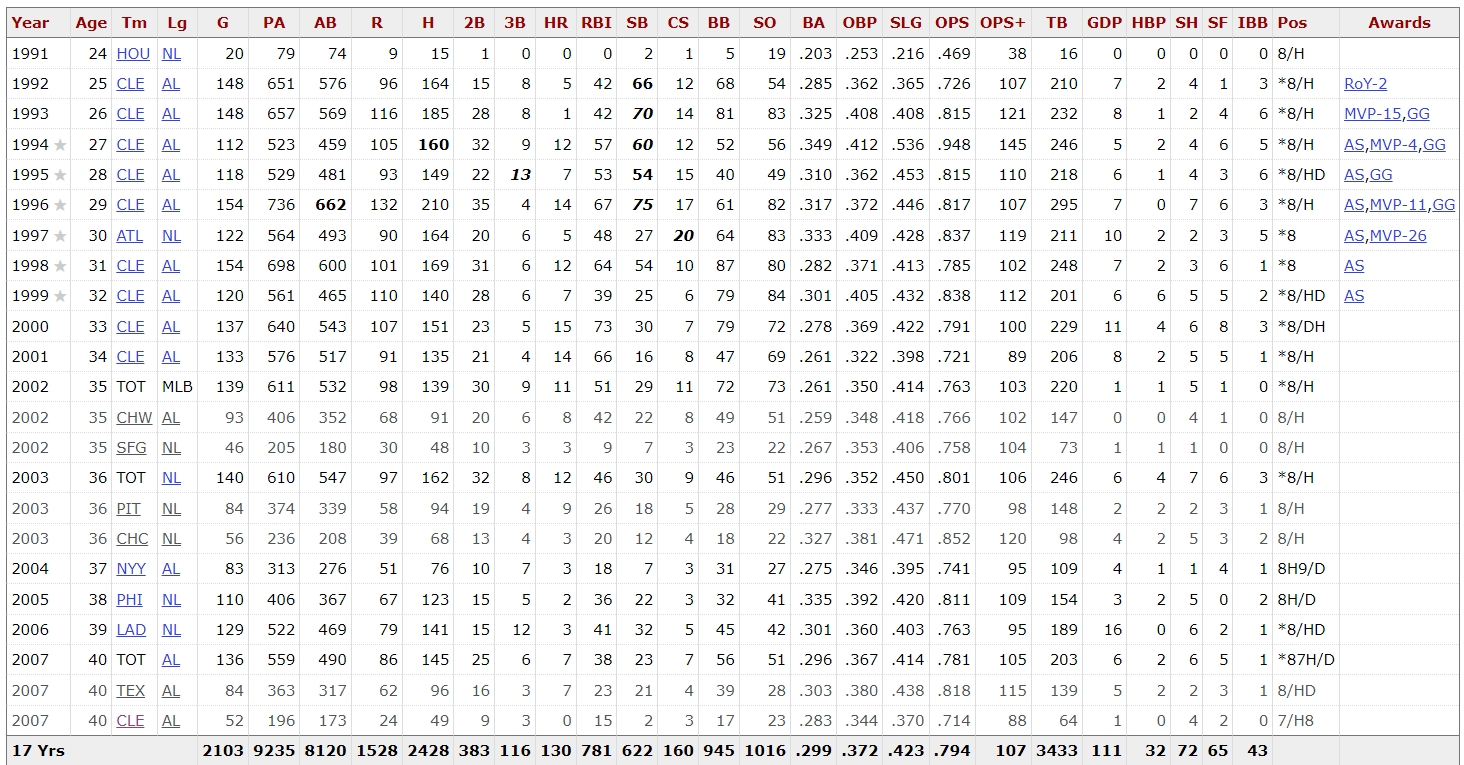 Year Age Tm Lg G PA AB R H 2B 3B HR RBI SB CS BB SO BA OBP SLG OPS OPS+ TB GDP HBP SH SF IBB Pos Awards
1991 24 HOU NL 20 79 74 9 15 1 0 0 0 2 1 5 19 .203 .253 .216 .469 38 16 0 0 0 0 0 8/H
1992 25 CLE AL 148 651 576 96 164 15 8 5 42 66 12 68 54 .285 .362 .365 .726 107 210 7 2 4 1 3 *8/H RoY-2
1993 26 CLE AL 148 657 569 116 185 28 8 1 42 70 14 81 83 .325 .408 .408 .815 121 232 8 1 2 4 6 *8/H MVP-15,GG
1994 ★ 27 CLE AL 112 523 459 105 160 32 9 12 57 60 12 52 56 .349 .412 .536 .948 145 246 5 2 4 6 5 *8/H AS,MVP-4,GG
1995 ★ 28 CLE AL 118 529 481 93 149 22 13 7 53 54 15 40 49 .310 .362 .453 .815 110 218 6 1 4 3 6 *8/HD AS,GG
1996 ★ 29 CLE AL 154 736 662 132 210 35 4 14 67 75 17 61 82 .317 .372 .446 .817 107 295 7 0 7 6 3 *8/H AS,MVP-11,GG
1997 ★ 30 ATL NL 122 564 493 90 164 20 6 5 48 27 20 64 83 .333 .409 .428 .837 119 211 10 2 2 3 5 *8 AS,MVP-26
1998 ★ 31 CLE AL 154 698 600 101 169 31 6 12 64 54 10 87 80 .282 .371 .413 .785 102 248 7 2 3 6 1 *8 AS
1999 ★ 32 CLE AL 120 561 465 110 140 28 6 7 39 25 6 79 84 .301 .405 .432 .838 112 201 6 6 5 5 2 *8/HD AS
2000 33 CLE AL 137 640 543 107 151 23 5 15 73 30 7 79 72 .278 .369 .422 .791 100 229 11 4 6 8 3 *8/DH
2001 34 CLE AL 133 576 517 91 135 21 4 14 66 16 8 47 69 .261 .322 .398 .721 89 206 8 2 5 5 1 *8/H
2002 35 TOT MLB 139 611 532 98 139 30 9 11 51 29 11 72 73 .261 .350 .414 .763 103 220 1 1 5 1 0 *8/H
2002 35 CHW AL 93 406 352 68 91 20 6 8 42 22 8 49 51 .259 .348 .418 .766 102 147 0 0 4 1 0 8/H
2002 35 SFG NL 46 205 180 30 48 10 3 3 9 7 3 23 22 .267 .353 .406 .758 104 73 1 1 1 0 0 8/H
2003 36 TOT NL 140 610 547 97 162 32 8 12 46 30 9 46 51 .296 .352 .450 .801 106 246 6 4 7 6 3 *8/H
2003 36 PIT NL 84 374 339 58 94 19 4 9 26 18 5 28 29 .277 .333 .437 .770 98 148 2 2 2 3 1 8/H
2003 36 CHC NL 56 236 208 39 68 13 4 3 20 12 4 18 22 .327 .381 .471 .852 120 98 4 2 5 3 2 8/H
2004 37 NYY AL 83 313 276 51 76 10 7 3 18 7 3 31 27 .275 .346 .395 .741 95 109 4 1 1 4 1 8H9/D
2005 38 PHI NL 110 406 367 67 123 15 5 2 36 22 3 32 41 .335 .392 .420 .811 109 154 3 2 5 0 2 8H/D
2006 39 LAD NL 129 522 469 79 141 15 12 3 41 32 5 45 42 .301 .360 .403 .763 95 189 16 0 6 2 1 *8/HD
2007 40 TOT AL 136 559 490 86 145 25 6 7 38 23 7 56 51 .296 .367 .414 .781 105 203 6 2 6 5 1 *87H/D
2007 40 TEX AL 84 363 317 62 96 16 3 7 23 21 4 39 28 .303 .380 .438 .818 115 139 5 2 2 3 1 8/HD
2007 40 CLE AL 52 196 173 24 49 9 3 0 15 2 3 17 23 .283 .344 .370 .714 88 64 1 0 4 2 0 7/H8
17 Yrs 2103 9235 8120 1528 2428 383 116 130 781 622 160 945 1016 .299 .372 .423 .794 107 3433 111 32 72 65 43